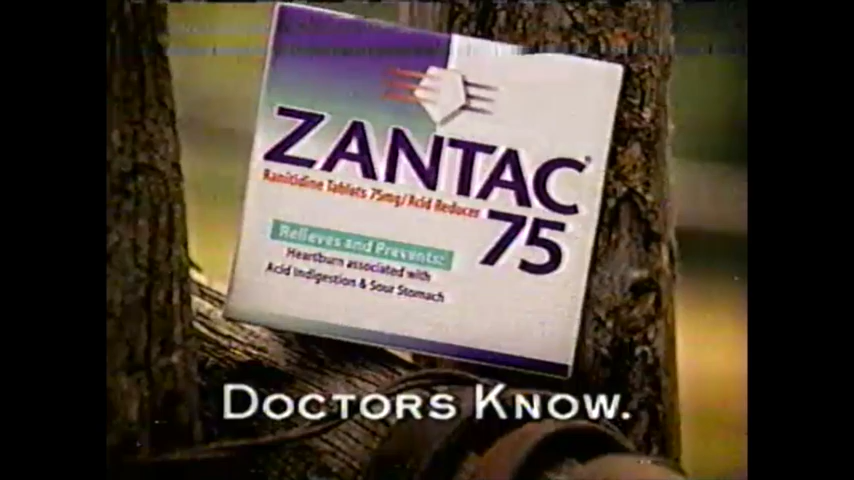 ZANTAC®
75
Ranitidine Tablets 75mg/Acid Reducer
Relieves and Prevents:
Heartburn associated with
Acid Indigestion & Sour Stomach
DOCTORS KNOW.